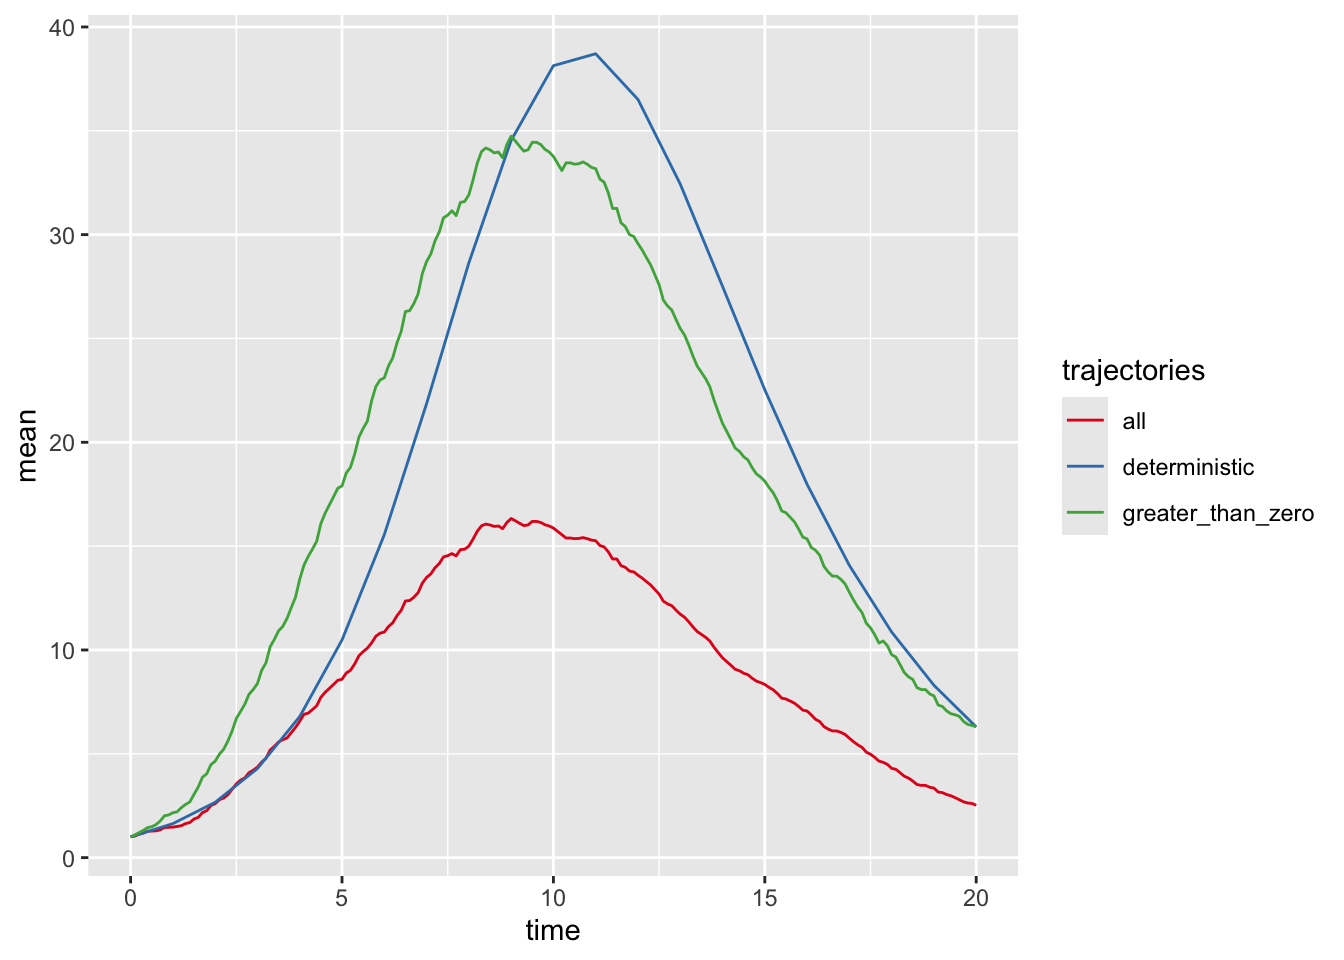 40
30
20
10
0
mean
0 5 10 15 20
time
trajectories
all
deterministic
greater_than_zero